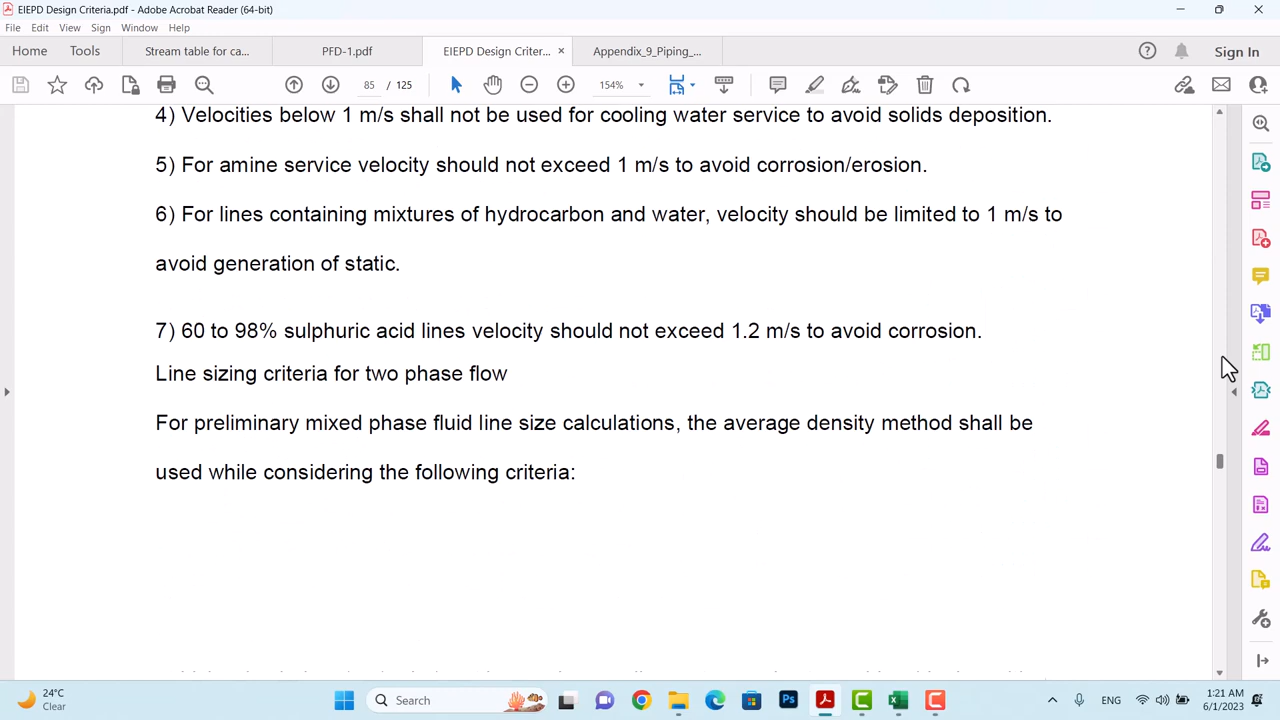 EIEPD Design Criteria.pdf - Adobe Acrobat Reader (64-bit)
File Edit View Sign Window Help
Home Tools Stream table for ca... PFD-1.pdf EIEPD Design Criter... × Appendix_9_Piping_... Sign In
85 / 125 154%
4) Velocities below 1 m/s shall not be used for cooling water service to avoid solids deposition.
5) For amine service velocity should not exceed 1 m/s to avoid corrosion/erosion.
6) For lines containing mixtures of hydrocarbon and water, velocity should be limited to 1 m/s to
avoid generation of static.
7) 60 to 98% sulphuric acid lines velocity should not exceed 1.2 m/s to avoid corrosion.
Line sizing criteria for two phase flow
For preliminary mixed phase fluid line size calculations, the average density method shall be
used while considering the following criteria:
24°C
Clear
Search
ENG
1:21 AM
6/1/2023